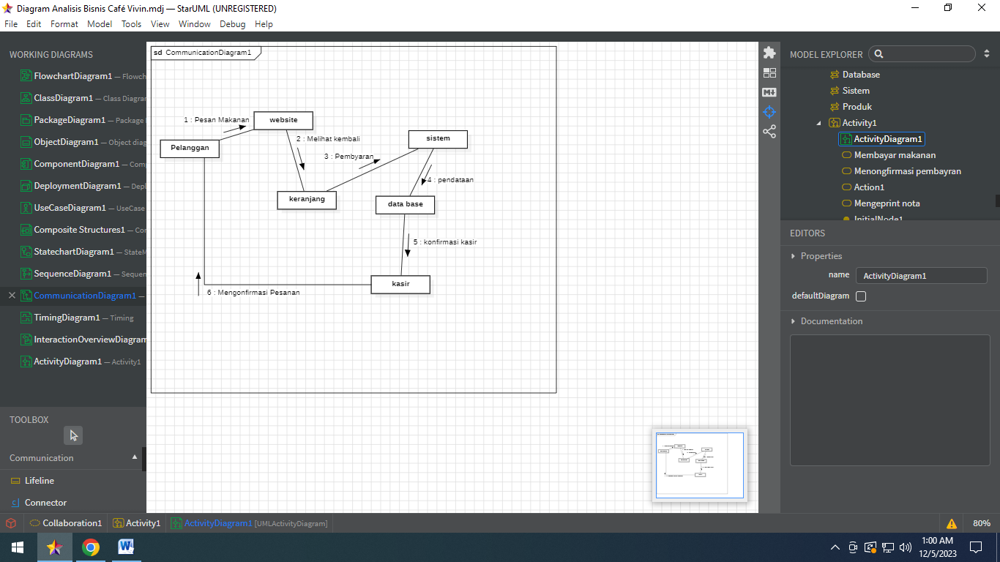 Diagram Analisis Bisnis Café Vivin.mdj — StarUML (UNREGISTERED)
File Edit Format Model Tools View Window Debug Help
WORKING DIAGRAMS
FlowchartDiagram1 — Flowch
ClassDiagram1 — Class Diagra
PackageDiagram1 — Package
ObjectDiagram1 — Object diag
ComponentDiagram1 — Com
DeploymentDiagram1 — Depl
UseCaseDiagram1 — UseCase
Composite Structures1 — Cor
StatechartDiagram1 — StateM
SequenceDiagram1 — Sequen
CommunicationDiagram1 —
TimingDiagram1 — Timing
InteractionOverviewDiagram
ActivityDiagram1 — Activity1
TOOLBOX
Communication
Lifeline
Connector
sd CommunicationDiagram1
1 : Pesan Makanan
website
2 : Melihat kembali
sistem
Pelanggan
3 : Pembyaran
4 : pendataan
keranjang
data base
5 : konfirmasi kasir
kasir
6 : Mengonfirmasi Pesanan
MODEL EXPLORER
Database
Sistem
Produk
Activity1
ActivityDiagram1
Membayar makanan
Menongfirmasi pembayran
Action1
Mengeprint nota
InitialNode1
EDITORS
Properties
name ActivityDiagram1
defaultDiagram
Documentation
Collaboration1 Activity1 ActivityDiagram1 [UMLActivityDiagram]
80%
1:00 AM
12/5/2023